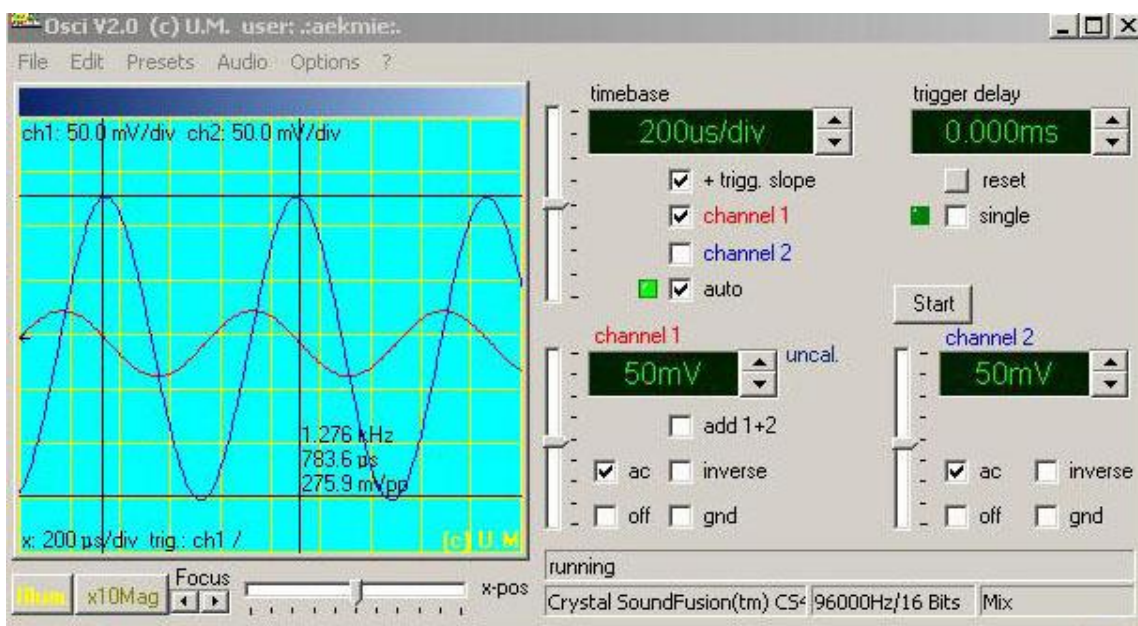 Osci V2.0 (c) U.M. user: .:aekmie:.
File Edit Presets Audio Options ?
ch1: 50.0 mV/div ch2: 50.0 mV/div
1.276 kHz
783.6 µs
275.9 mVpp
x: 200 µs/div trig.: ch1 /
(c) U.M
x10Mag
Focus
x-pos
timebase
200us/div
+ trigg. slope
channel 1
channel 2
auto
trigger delay
0.000ms
reset
single
Start
channel 1
50mV
uncal.
add 1+2
ac
inverse
off
gnd
channel 2
50mV
ac
inverse
off
gnd
running
Crystal SoundFusion(tm) CS4
96000Hz/16 Bits
Mix